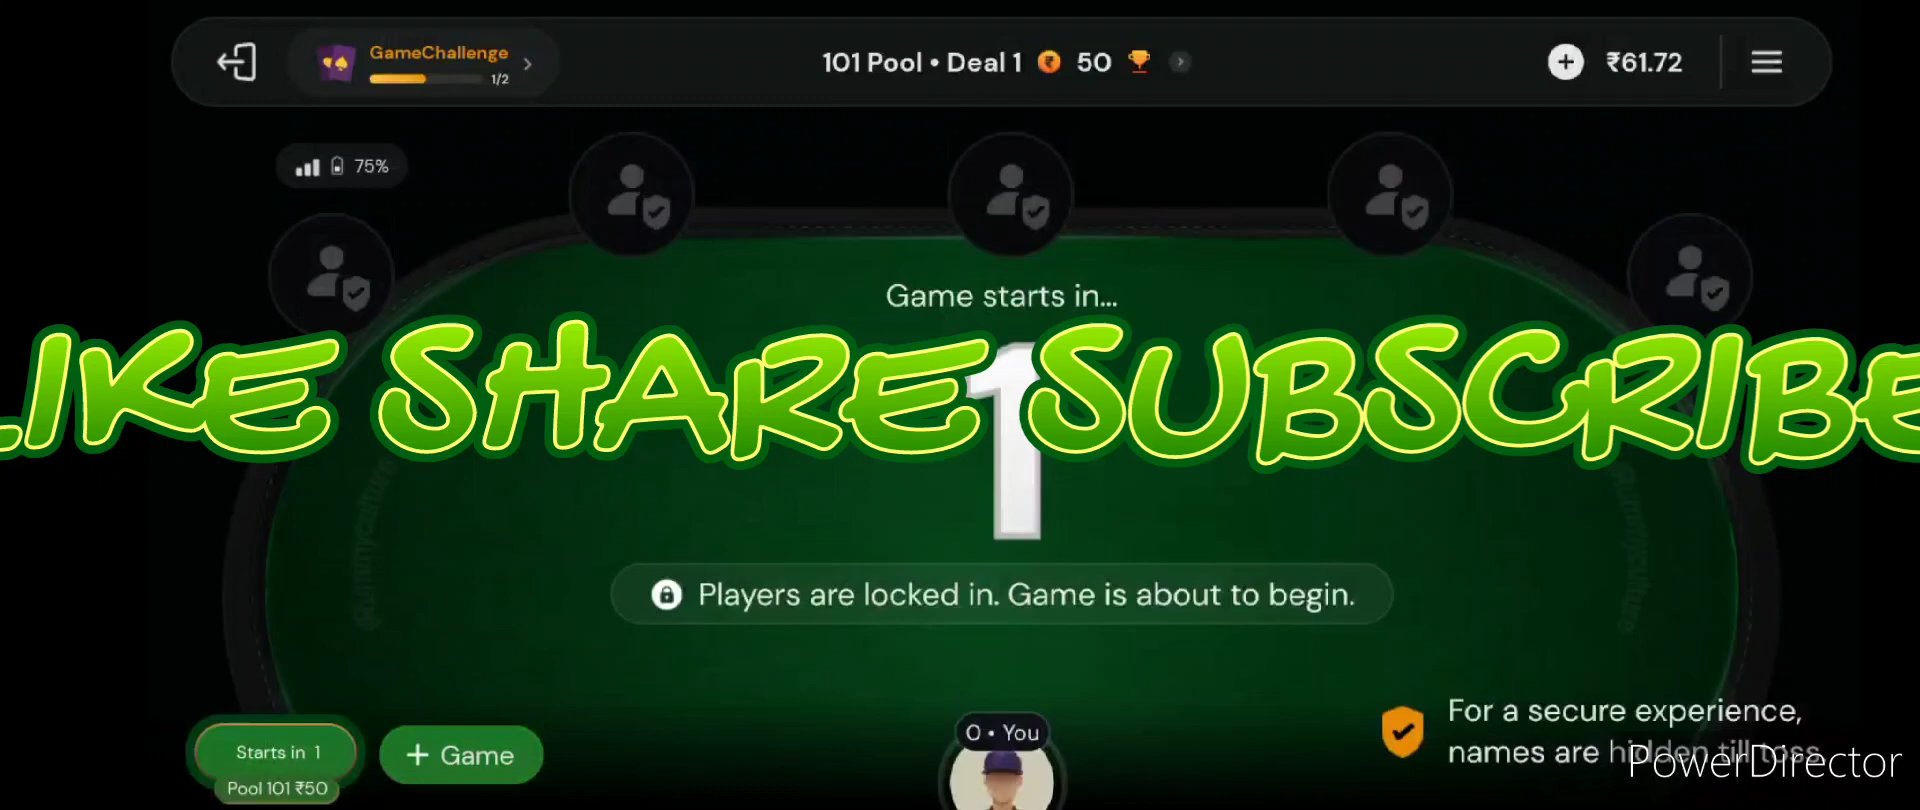 GameChallenge
1/2
101 Pool • Deal 1 ₹ 50
₹61.72
75%
Game starts in...
1
LIKE SHARE SUBSCRIBE
Players are locked in. Game is about to begin.
For a secure experience,
names are hidden till toss
0 • You
Starts in 1
+ Game
Pool 101 ₹50
PowerDirector